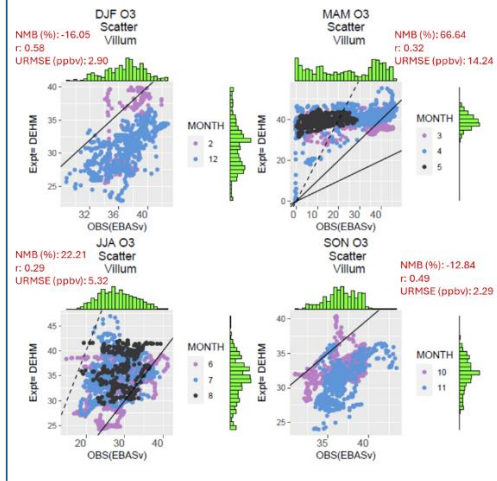 DJF O3
Scatter
Villum
NMB (%): -16.05
r: 0.58
URMSE (ppbv): 2.90
Expt= DEHM
40
35
30
25
32 36 40
OBS(EBASv)
MONTH
2
12
MAM O3
Scatter
Villum
NMB (%): 66.64
r: 0.32
URMSE (ppbv): 14.24
Expt= DEHM
40
20
0
0 10 20 30 40
OBS(EBASv)
MONTH
3
4
5
JJA O3
Scatter
Villum
NMB (%): 22.21
r: 0.29
URMSE (ppbv): 5.32
Expt= DEHM
45
40
35
30
25
20 30 40
OBS(EBASv)
MONTH
6
7
8
SON O3
Scatter
Villum
NMB (%): -12.84
r: 0.49
URMSE (ppbv): 2.29
Expt= DEHM
40
35
30
25
35 40
OBS(EBASv)
MONTH
10
11